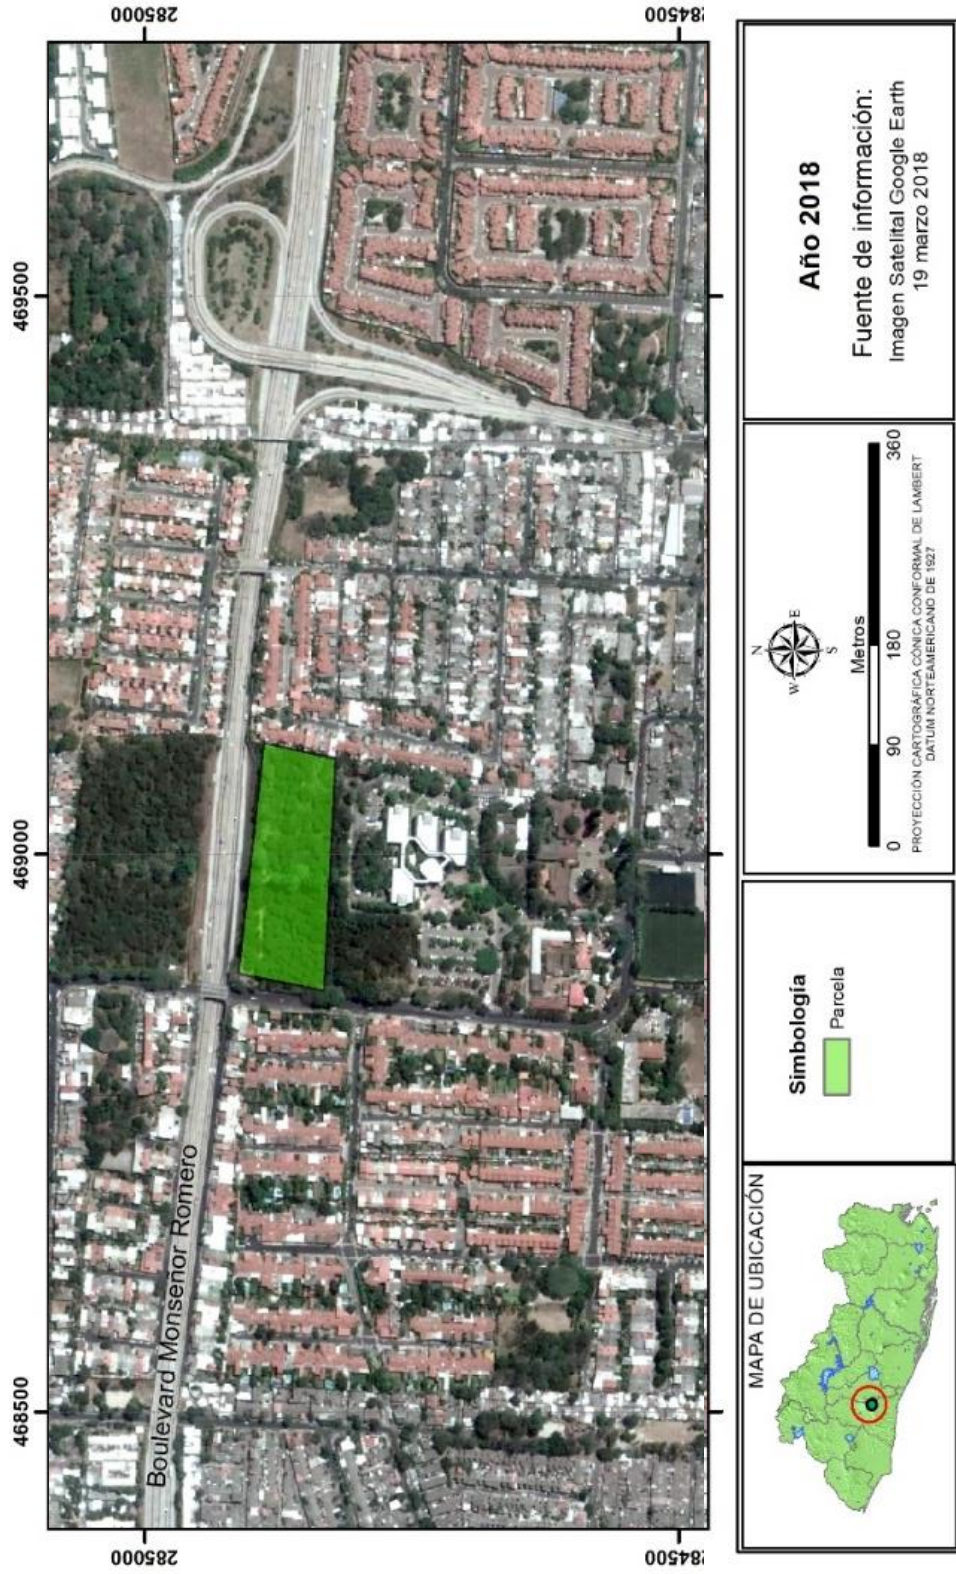 468500
469000
469500
285000
285000
284500
Boulevard Monseñor Romero
MAPA DE UBICACIÓN
Simbología
Parcela
N
W
E
S
Metros
0 90 180 360
PROYECCIÓN CARTOGRÁFICA CÓNICA CONFORMAL DE LAMBERT
DATUM NORTEAMERICANO DE 1927
Año 2018
Fuente de información:
Imagen Satelital Google Earth
19 marzo 2018